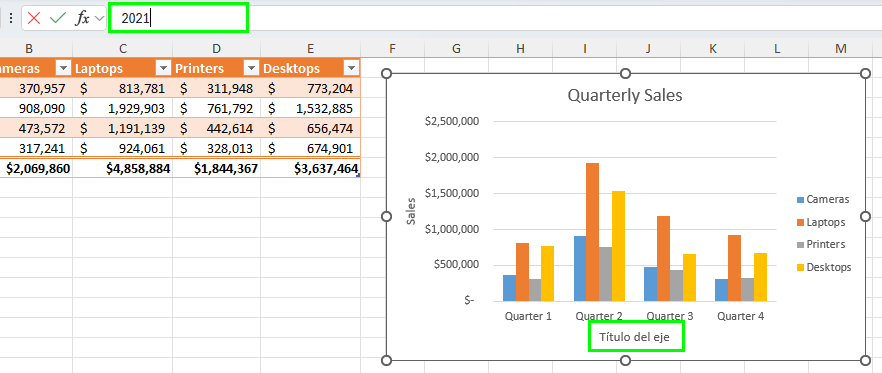 fx 2021
B C D E F G H I J K L M
ameras Laptops Printers Desktops
370,957 $ 813,781 $ 311,948 $ 773,204
908,090 $ 1,929,903 $ 761,792 $ 1,532,885
473,572 $ 1,191,139 $ 442,614 $ 656,474
317,241 $ 924,061 $ 328,013 $ 674,901
$2,069,860 $4,858,884 $1,844,367 $3,637,464
Quarterly Sales
$2,500,000
$2,000,000
$1,500,000
$1,000,000
$500,000
$-
Sales
Quarter 1 Quarter 2 Quarter 3 Quarter 4
Título del eje
Cameras
Laptops
Printers
Desktops